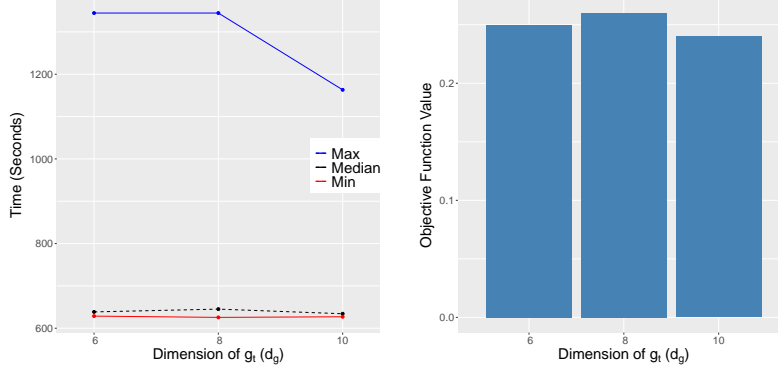 1200
1000
800
600
Time (Seconds)
6
8
10
Dimension of gt (dg)
Max
Median
Min
0.2
0.1
0.0
Objective Function Value
6
8
10
Dimension of gt (dg)